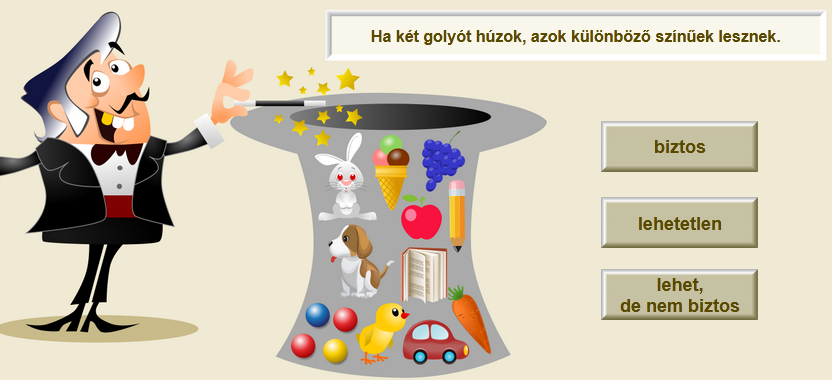 Ha két golyót húzok, azok különböző színűek lesznek.
biztos
lehetetlen
lehet,
de nem biztos